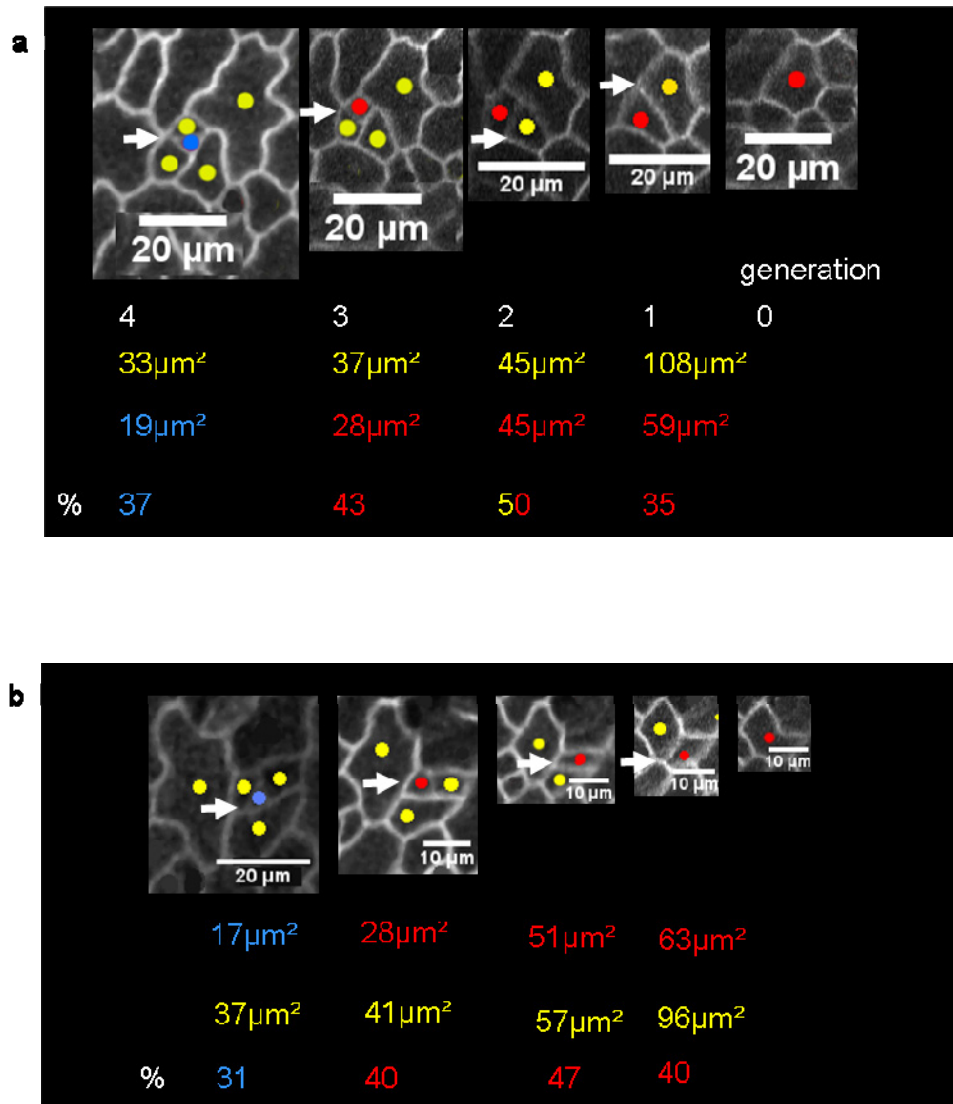 a
20 µm 20 µm 20 µm 20 µm 20 µm
generation
4 3 2 1 0
33µm² 37µm² 45µm² 108µm²
19µm² 28µm² 45µm² 59µm²
% 37 43 50 35
b
20 µm 10 µm 10 µm 10 µm 10 µm
17µm² 28µm² 51µm² 63µm²
37µm² 41µm² 57µm² 96µm²
% 31 40 47 40